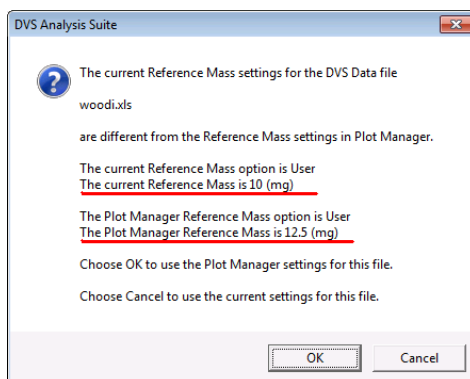 DVS Analysis Suite
The current Reference Mass settings for the DVS Data file
woodi.xls
are different from the Reference Mass settings in Plot Manager.
The current Reference Mass option is User
The current Reference Mass is 10 (mg)
The Plot Manager Reference Mass option is User
The Plot Manager Reference Mass is 12.5 (mg)
Choose OK to use the Plot Manager settings for this file.
Choose Cancel to use the current settings for this file.
OK
Cancel